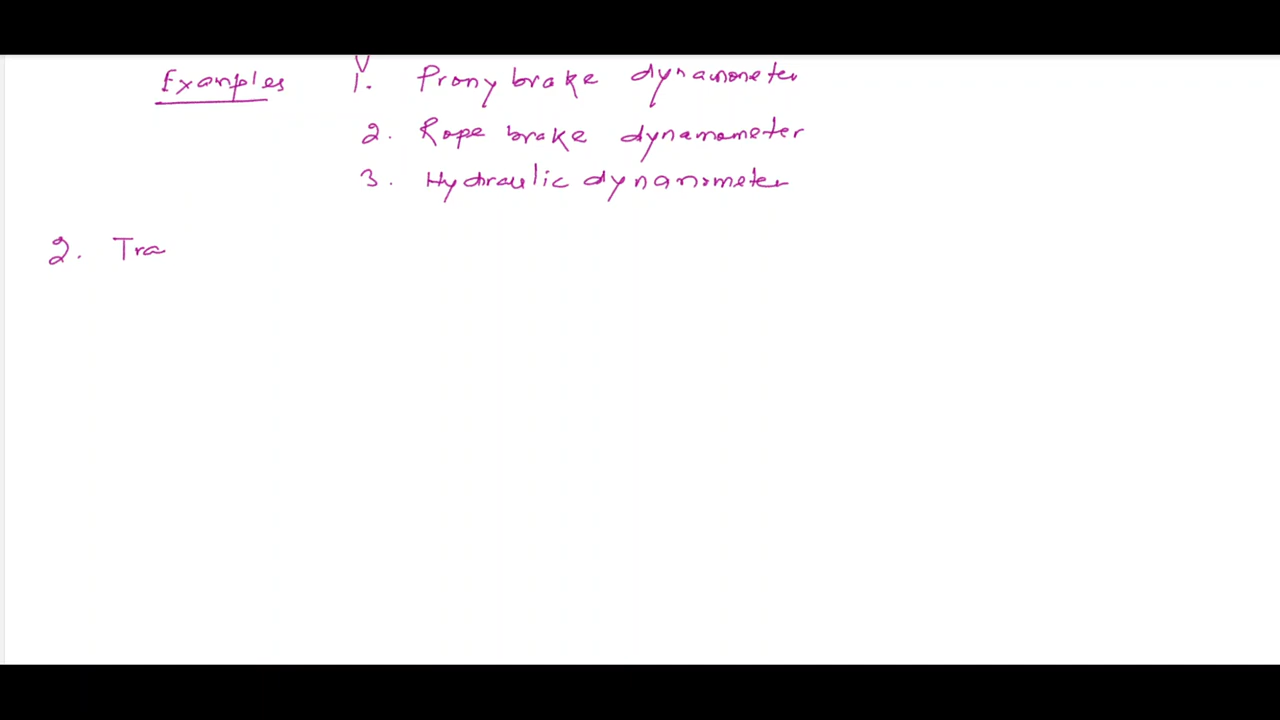 Examples 1. Prony brake dynamometer
2. Rope brake dynamometer
3. Hydraulic dynamometer
2. Tra